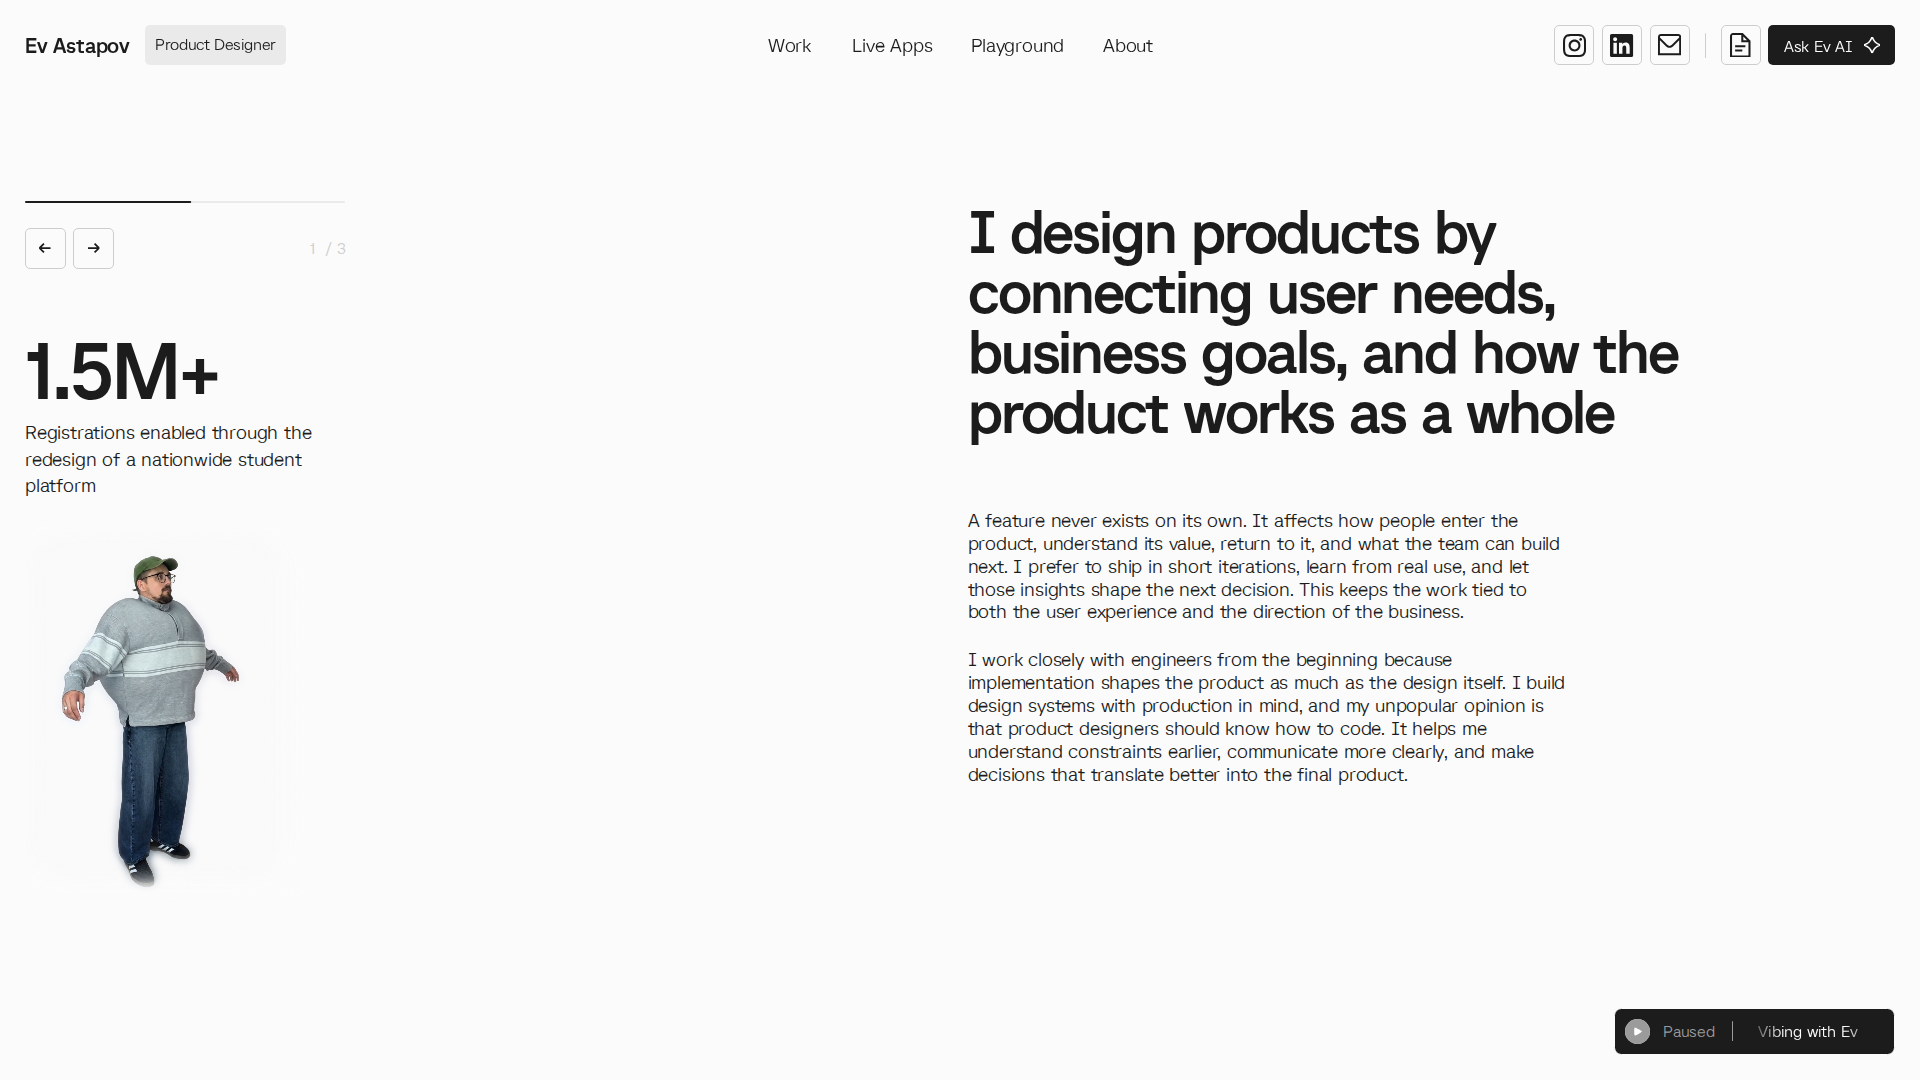 Ev Astapov
Product Designer
Work
Live Apps
Playground
About
Ask Ev AI
1 / 3
1.5M+
Registrations enabled through the
redesign of a nationwide student
platform
I design products by
connecting user needs,
business goals, and how the
product works as a whole
A feature never exists on its own. It affects how people enter the
product, understand its value, return to it, and what the team can build
next. I prefer to ship in short iterations, learn from real use, and let
those insights shape the next decision. This keeps the work tied to
both the user experience and the direction of the business.
I work closely with engineers from the beginning because
implementation shapes the product as much as the design itself. I build
design systems with production in mind, and my unpopular opinion is
that product designers should know how to code. It helps me
understand constraints earlier, communicate more clearly, and make
decisions that translate better into the final product.
Paused
Vibing with Ev